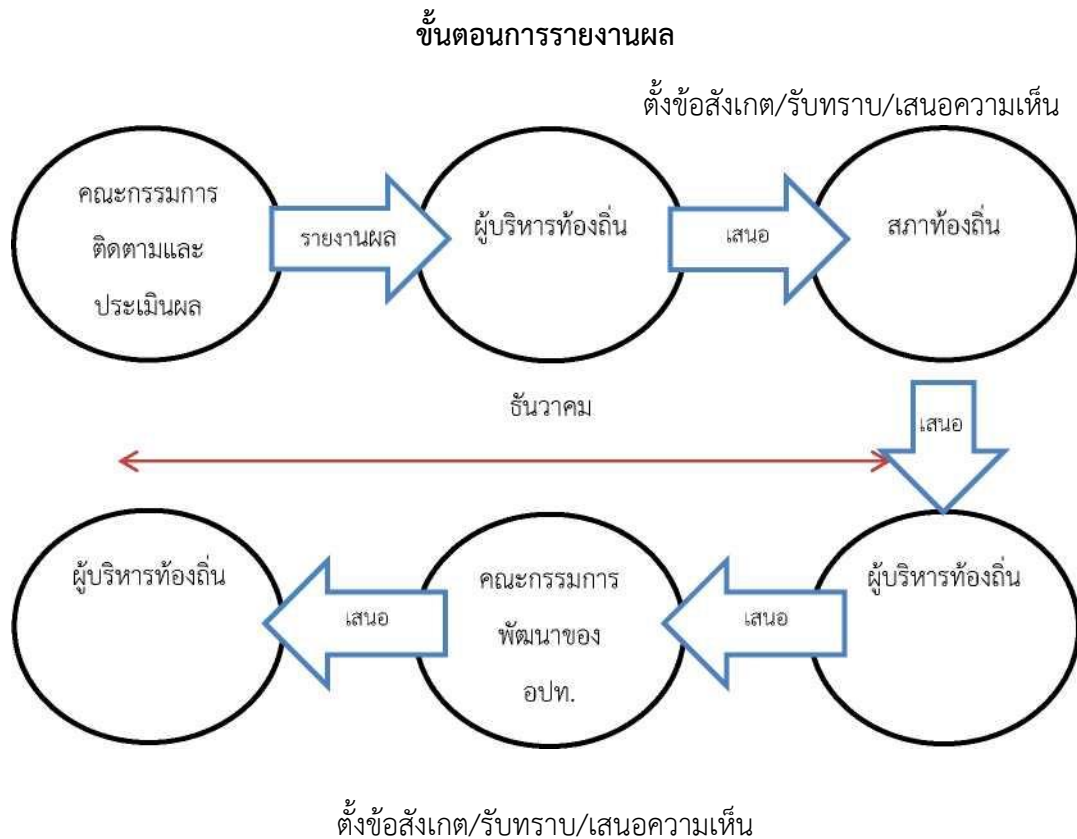 ขั้นตอนการรายงานผล
ตั้งข้อสังเกต/รับทราบ/เสนอความเห็น
คณะกรรมการ
ติดตามและ
ประเมินผล
รายงานผล
ผู้บริหารท้องถิ่น
เสนอ
สภาท้องถิ่น
ธันวาคม
เสนอ
ผู้บริหารท้องถิ่น
เสนอ
คณะกรรมการ
พัฒนาของ
อปท.
เสนอ
ผู้บริหารท้องถิ่น
ตั้งข้อสังเกต/รับทราบ/เสนอความเห็น